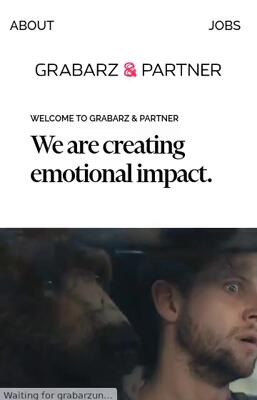 ABOUT
JOBS
GRABARZ & PARTNER
WELCOME TO GRABARZ & PARTNER
We are creating
emotional impact.
Waiting for grabarzun...